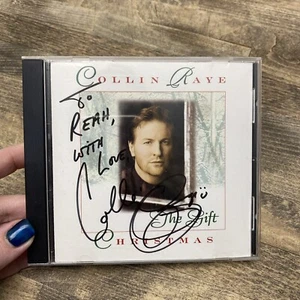 COLLIN RAYE
To
REAH,
WITH
LOVE,
The Gift
CHRISTMAS